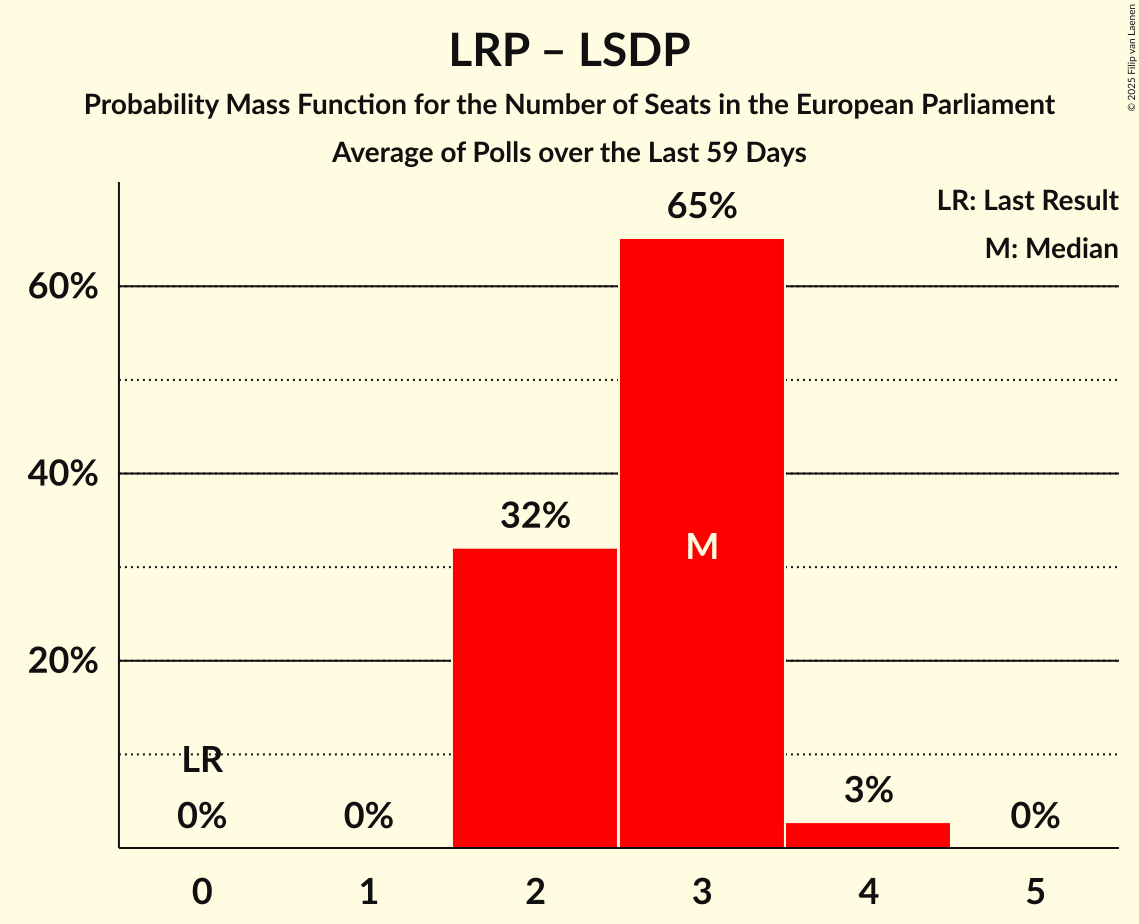 LRP – LSDP
Probability Mass Function for the Number of Seats in the European Parliament
Average of Polls over the Last 59 Days
© 2025 Filip van Laenen
LR: Last Result
M: Median
65%
60%
40%
32%
M
20%
LR
0%
0%
3%
0%
0
1
2
3
4
5